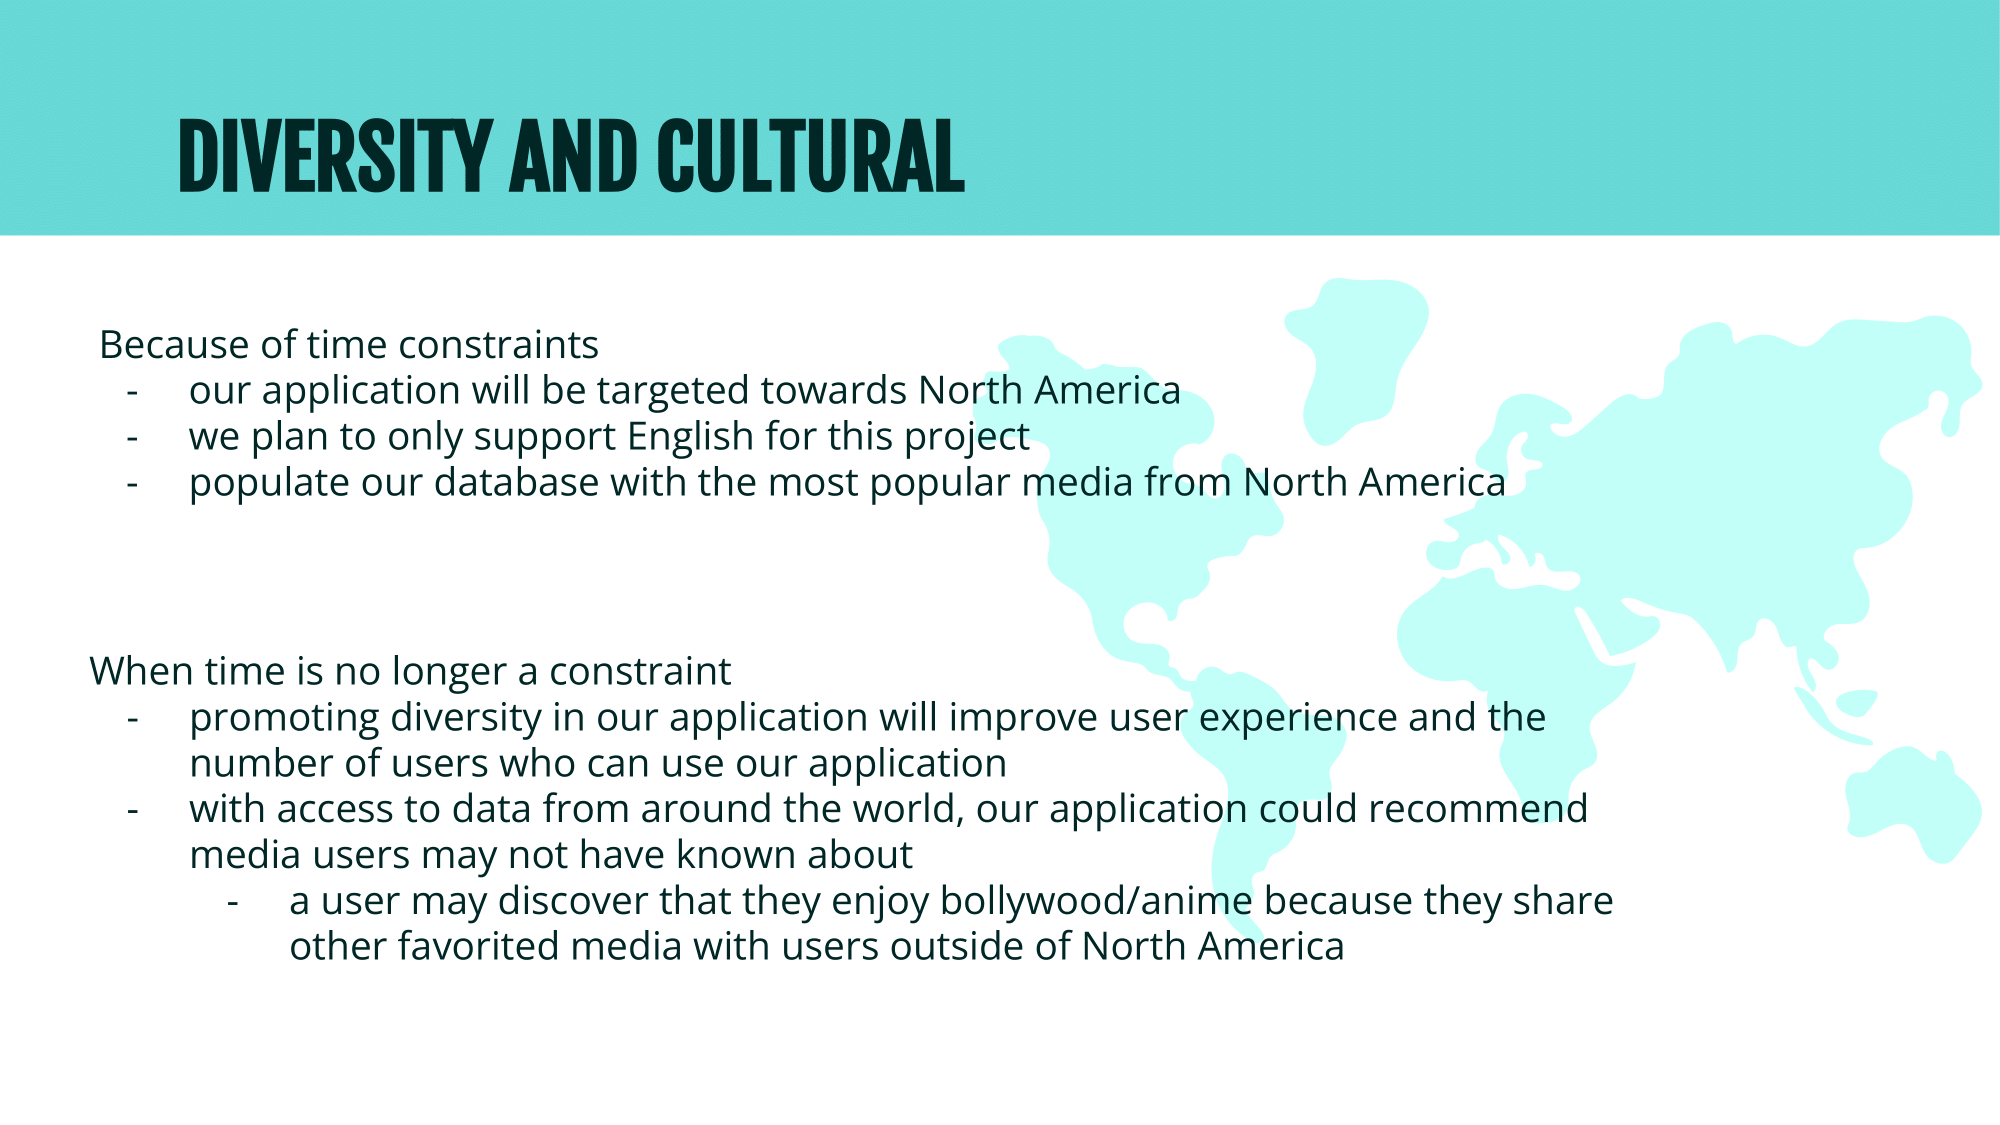 DIVERSITY AND CULTURAL
Because of time constraints
- our application will be targeted towards North America
- we plan to only support English for this project
- populate our database with the most popular media from North America
When time is no longer a constraint
- promoting diversity in our application will improve user experience and the
number of users who can use our application
- with access to data from around the world, our application could recommend
media users may not have known about
- a user may discover that they enjoy bollywood/anime because they share
other favorited media with users outside of North America